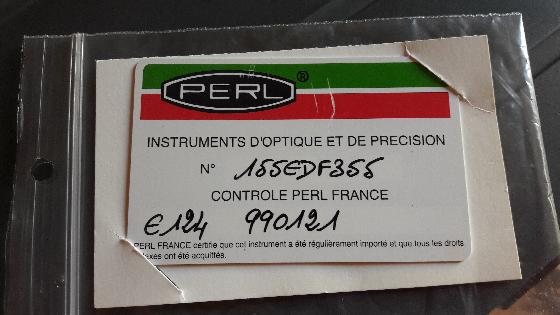 PERL®
INSTRUMENTS D'OPTIQUE ET DE PRECISION
N° 155EDF355
CONTROLE PERL FRANCE
E124 990121
PERL FRANCE certifie que cet instrument a été régulièrement importé et que tous les droits
taxes ont été acquittés.